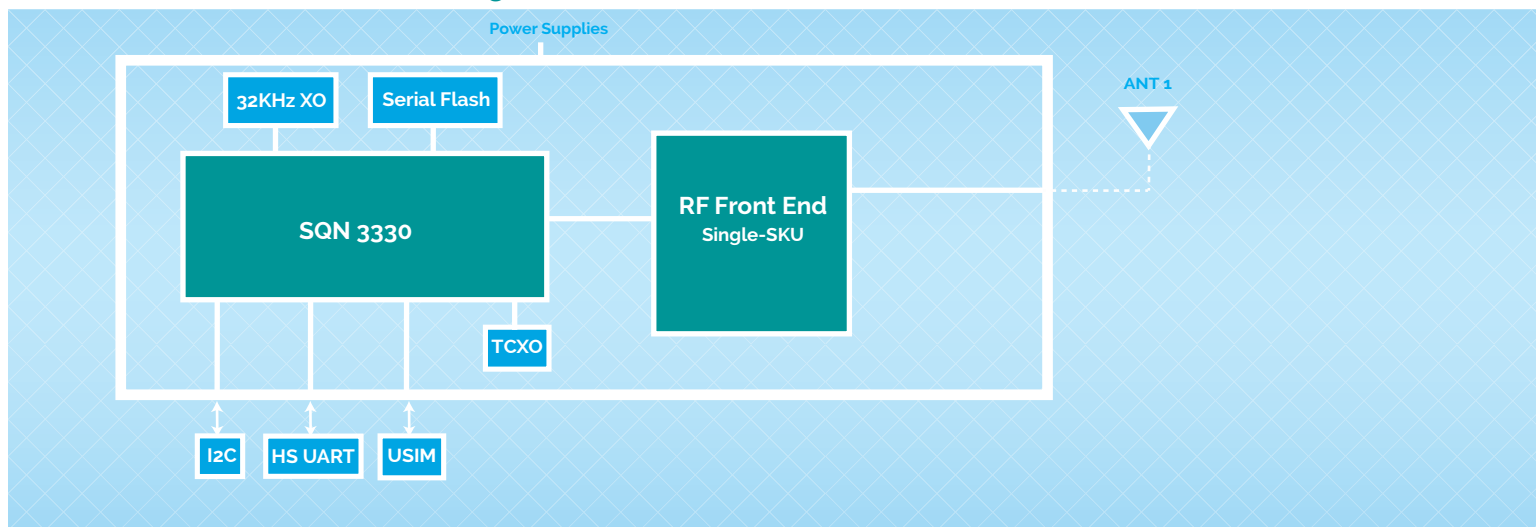 Power Supplies
32KHz XO
Serial Flash
ANT 1
RF Front End
Single-SKU
SQN 3330
TCXO
I2C
HS UART
USIM